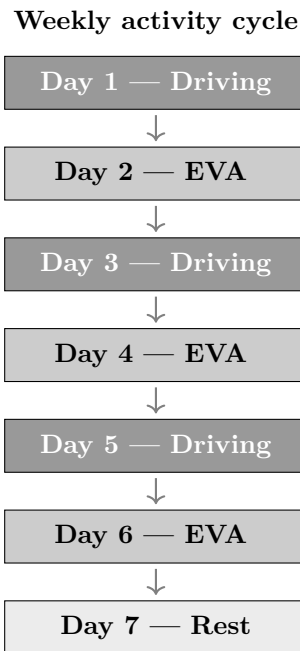 Weekly activity cycle
Day 1 — Driving
Day 2 — EVA
Day 3 — Driving
Day 4 — EVA
Day 5 — Driving
Day 6 — EVA
Day 7 — Rest